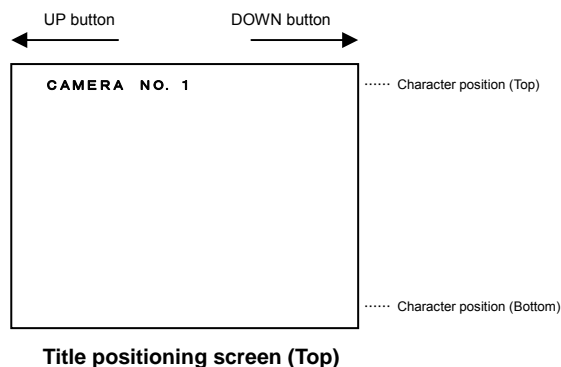 UP button
DOWN button
CAMERA NO. 1
Character position (Top)
Character position (Bottom)
Title positioning screen (Top)